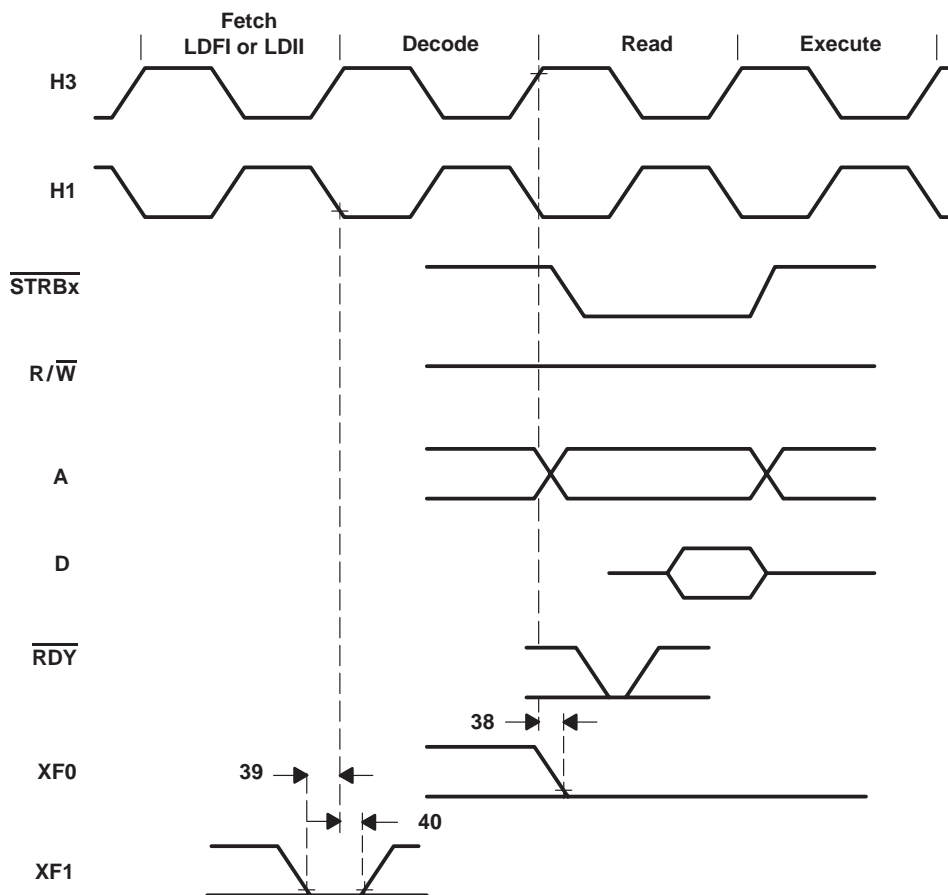 Fetch
LDFI or LDII
Decode
Read
Execute
H3
H1
STRBx
R/W
A
D
RDY
38
XF0
39
40
XF1